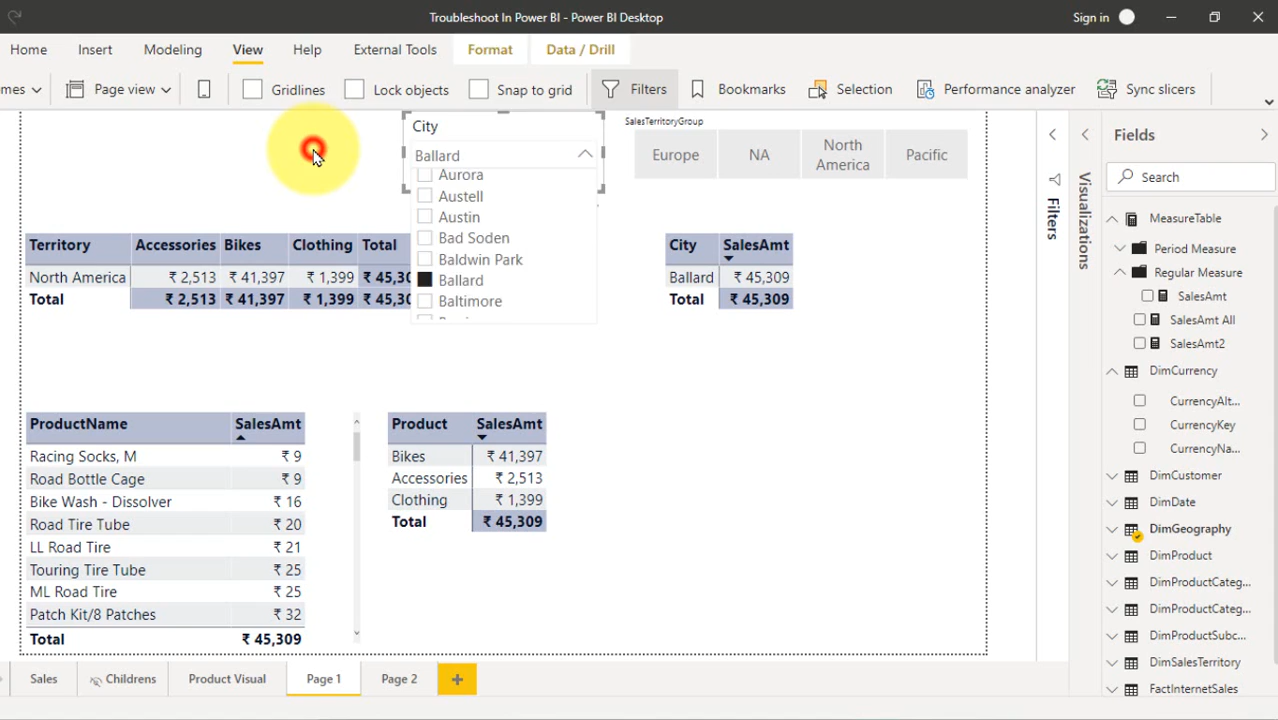 Troubleshoot In Power BI - Power BI Desktop
Sign in
Home Insert Modeling View Help External Tools Format Data / Drill
mes Page view Gridlines Lock objects Snap to grid Filters Bookmarks Selection Performance analyzer Sync slicers
City
Ballard
Aurora
Austell
Austin
Bad Soden
Baldwin Park
Ballard
Baltimore
SalesTerritoryGroup
Europe
NA
North America
Pacific
Territory Accessories Bikes Clothing Total
North America ₹ 2,513 ₹ 41,397 ₹ 1,399 ₹ 45,30
Total ₹ 2,513 ₹ 41,397 ₹ 1,399 ₹ 45,30
City SalesAmt
Ballard ₹ 45,309
Total ₹ 45,309
ProductName SalesAmt
Racing Socks, M ₹ 9
Road Bottle Cage ₹ 9
Bike Wash - Dissolver ₹ 16
Road Tire Tube ₹ 20
LL Road Tire ₹ 21
Touring Tire Tube ₹ 25
ML Road Tire ₹ 25
Patch Kit/8 Patches ₹ 32
Total ₹ 45,309
Product SalesAmt
Bikes ₹ 41,397
Accessories ₹ 2,513
Clothing ₹ 1,399
Total ₹ 45,309
Filters
Visualizations
Fields
Search
MeasureTable
Period Measure
Regular Measure
SalesAmt
SalesAmt All
SalesAmt2
DimCurrency
CurrencyAlt...
CurrencyKey
CurrencyNa...
DimCustomer
DimDate
DimGeography
DimProduct
DimProductCateg...
DimProductCateg...
DimProductSubc...
DimSalesTerritory
FactInternetSales
Sales Childrens Product Visual Page 1 Page 2 +